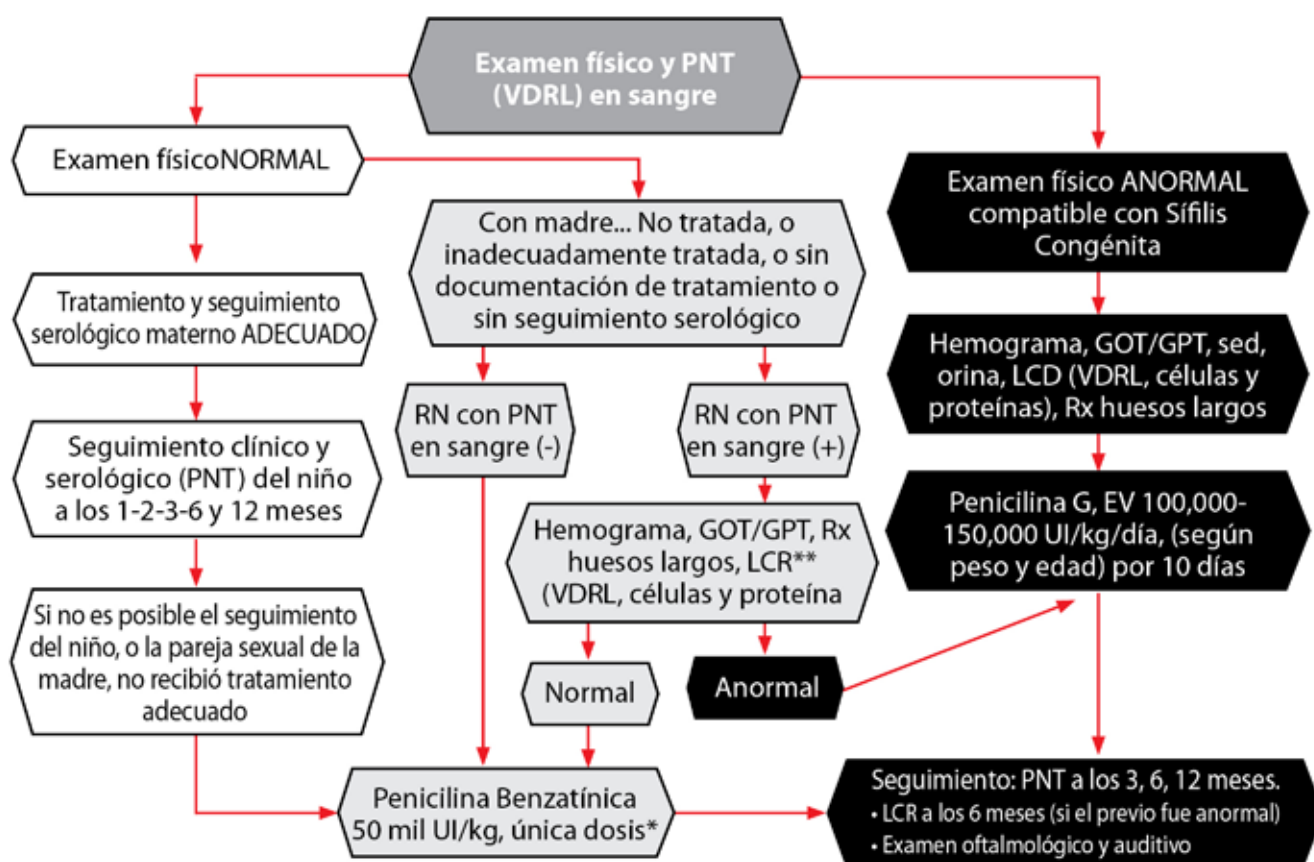 Examen físico y PNT
(VDRL) en sangre
Examen físicoNORMAL
Tratamiento y seguimiento
serológico materno ADECUADO
Seguimiento clínico y
serológico (PNT) del niño
a los 1-2-3-6 y 12 meses
Si no es posible el seguimiento
del niño, o la pareja sexual de la
madre, no recibió tratamiento
adecuado
Con madre... No tratada, o
inadecuadamente tratada, o sin
documentación de tratamiento o
sin seguimiento serológico
RN con PNT
en sangre (-)
RN con PNT
en sangre (+)
Hemograma, GOT/GPT, Rx
huesos largos, LCR**
(VDRL, células y proteína
Normal
Anormal
Penicilina Benzatínica
50 mil UI/kg, única dosis*
Examen físico ANORMAL
compatible con Sífilis
Congénita
Hemograma, GOT/GPT, sed,
orina, LCD (VDRL, células y
proteínas), Rx huesos largos
Penicilina G, EV 100,000-
150,000 UI/kg/día, (según
peso y edad) por 10 días
Seguimiento: PNT a los 3, 6, 12 meses.
• LCR a los 6 meses (si el previo fue anormal)
• Examen oftalmológico y auditivo